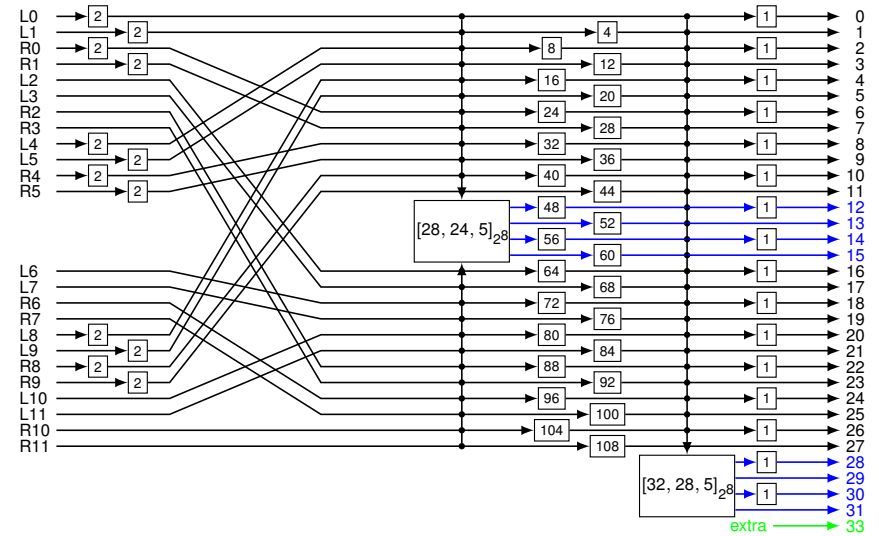 L0 2 1 0
L1 2 4 1
R0 2 8 1 2
R1 2 12 3
L2 16 1 4
L3 20 5
R2 24 1 6
R3 28 7
L4 2 32 1 8
L5 2 36 9
R4 2 40 1 10
R5 2 44 11
48 1 12
[28, 24, 5]2^8 52 13
56 1 14
60 15
L6 64 1 16
L7 68 17
R6 72 1 18
R7 76 19
L8 2 80 1 20
L9 2 84 21
R8 2 88 1 22
R9 2 92 23
L10 96 1 24
L11 100 25
R10 104 1 26
R11 108 27
1 28
[32, 28, 5]2^8 29
1 30
31
extra 33